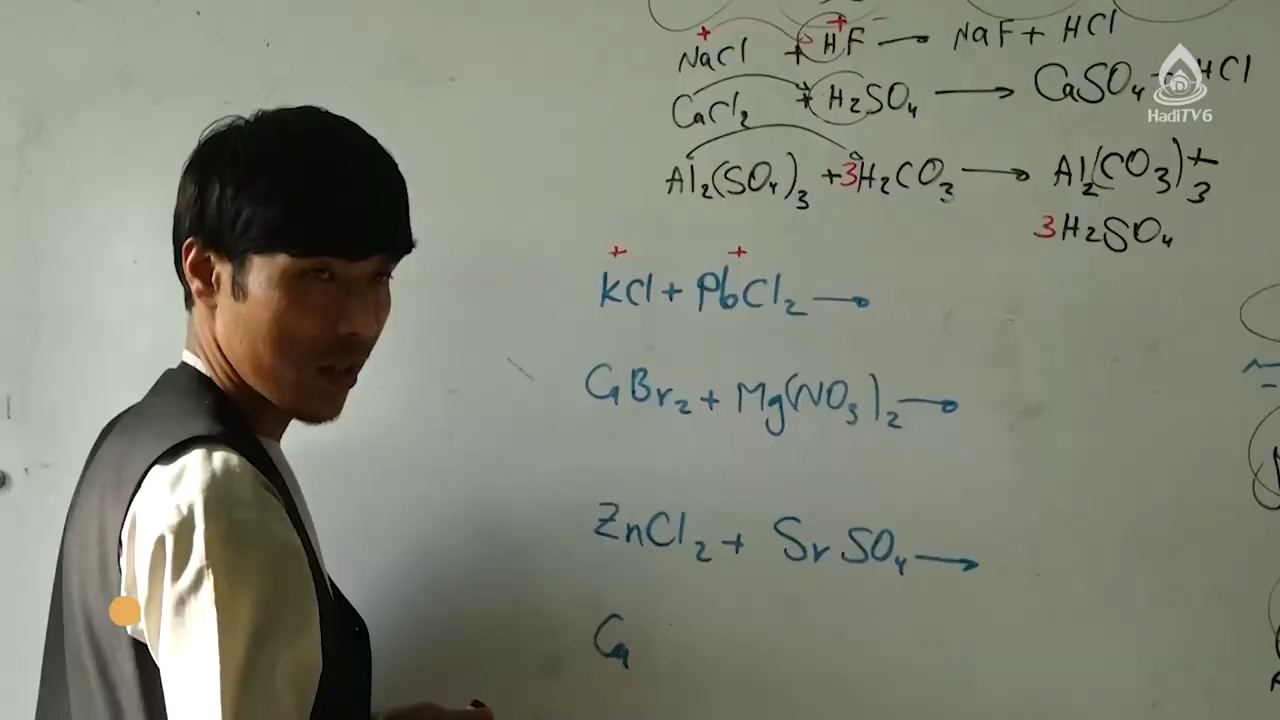 NaCl + HF → NaF + HCl
CaCl2 + H2SO4 → CaSO4 + HCl
HadiTV6
Al2(SO4)3 + 3H2CO3 → Al2(CO3)3 +
3H2SO4
+ +
KCl + PbCl2 →
CaBr2 + Mg(NO3)2 →
ZnCl2 + SrSO4 →
Ca